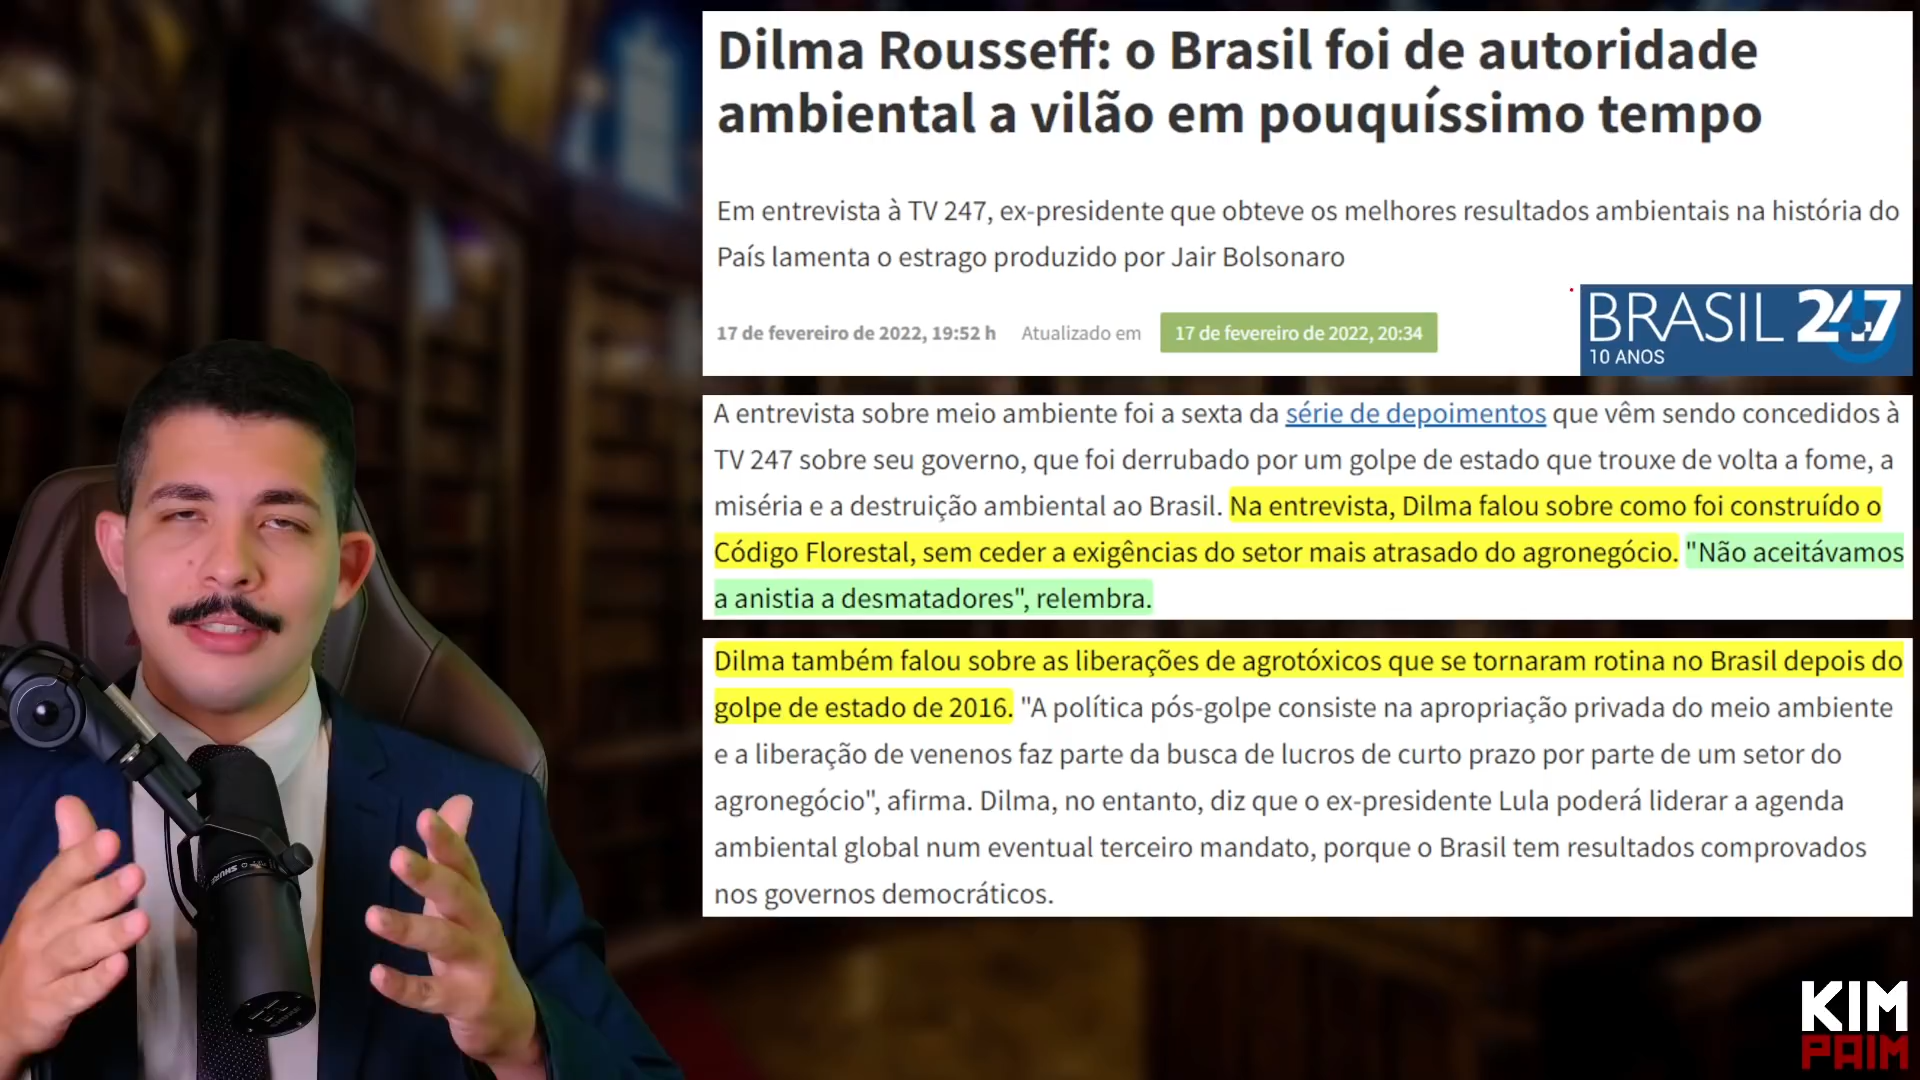 Dilma Rousseff: o Brasil foi de autoridade
ambiental a vilão em pouquíssimo tempo
Em entrevista à TV 247, ex-presidente que obteve os melhores resultados ambientais na história do
País lamenta o estrago produzido por Jair Bolsonaro
17 de fevereiro de 2022, 19:52 h Atualizado em 17 de fevereiro de 2022, 20:34
BRASIL 247
10 ANOS
A entrevista sobre meio ambiente foi a sexta da série de depoimentos que vêm sendo concedidos à
TV 247 sobre seu governo, que foi derrubado por um golpe de estado que trouxe de volta a fome, a
miséria e a destruição ambiental ao Brasil. Na entrevista, Dilma falou sobre como foi construído o
Código Florestal, sem ceder a exigências do setor mais atrasado do agronegócio. "Não aceitávamos
a anistia a desmatadores", relembra.
Dilma também falou sobre as liberações de agrotóxicos que se tornaram rotina no Brasil depois do
golpe de estado de 2016. "A política pós-golpe consiste na apropriação privada do meio ambiente
e a liberação de venenos faz parte da busca de lucros de curto prazo por parte de um setor do
agronegócio", afirma. Dilma, no entanto, diz que o ex-presidente Lula poderá liderar a agenda
ambiental global num eventual terceiro mandato, porque o Brasil tem resultados comprovados
nos governos democráticos.
SHURE
KIM
PAIM